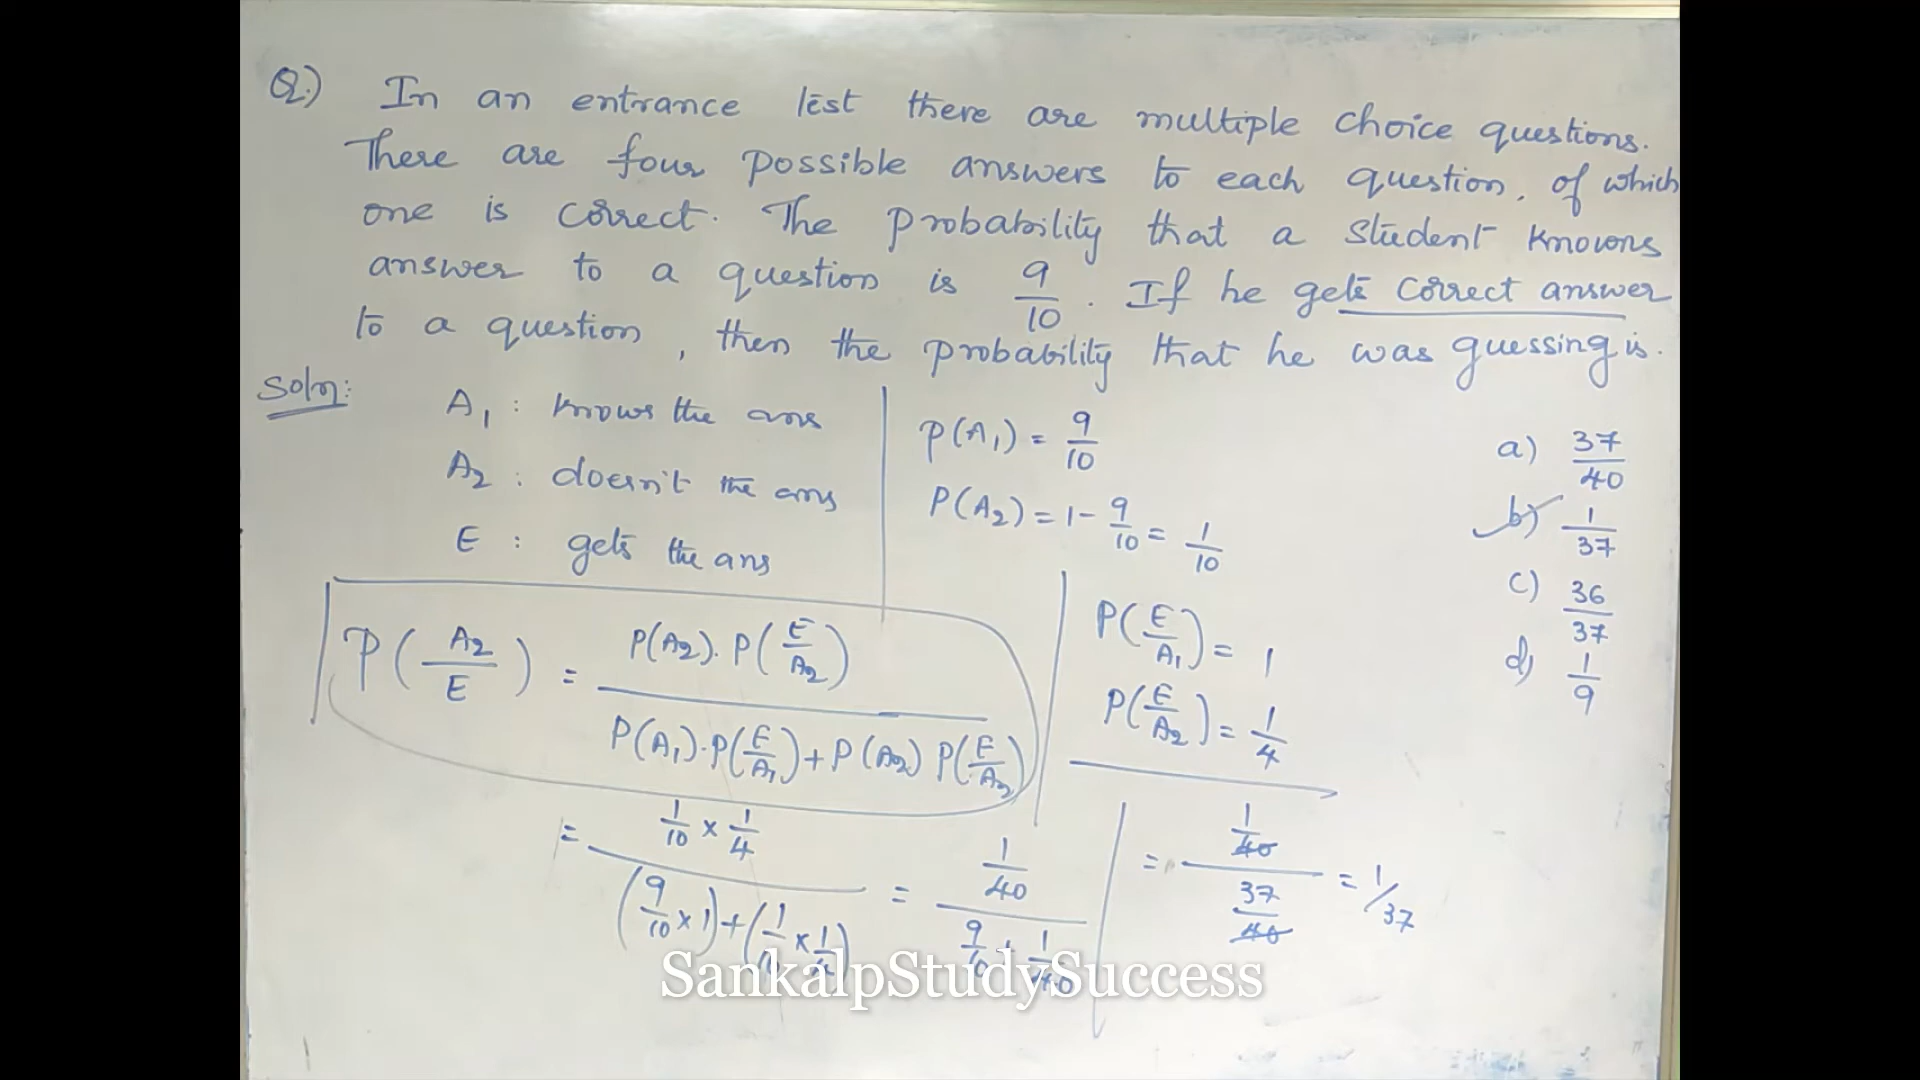 Q.) In an entrance test there are multiple choice questions.
There are four possible answers to each question, of which
one is correct. The probability that a student knows
answer to a question is 9/10. If he gets correct answer
to a question, then the probability that he was guessing is.
Soln:
A1 : knows the ans
A2 : doesn't the ans
E : gets the ans
P(A1) = 9/10
P(A2) = 1 - 9/10 = 1/10
a) 37/40
b) 1/37
c) 36/37
d) 1/9
P(E/A1) = 1
P(E/A2) = 1/4
P(A2/E) = P(A2). P(E/A2) / P(A1).P(E/A1) + P(A2) P(E/A2)
= 1/10 × 1/4 / (9/10 × 1) + (1/10 × 1/4) = 1/40 / 9/10 + 1/40
= 1/40 / 37/40 = 1/37
SankalpStudySuccess